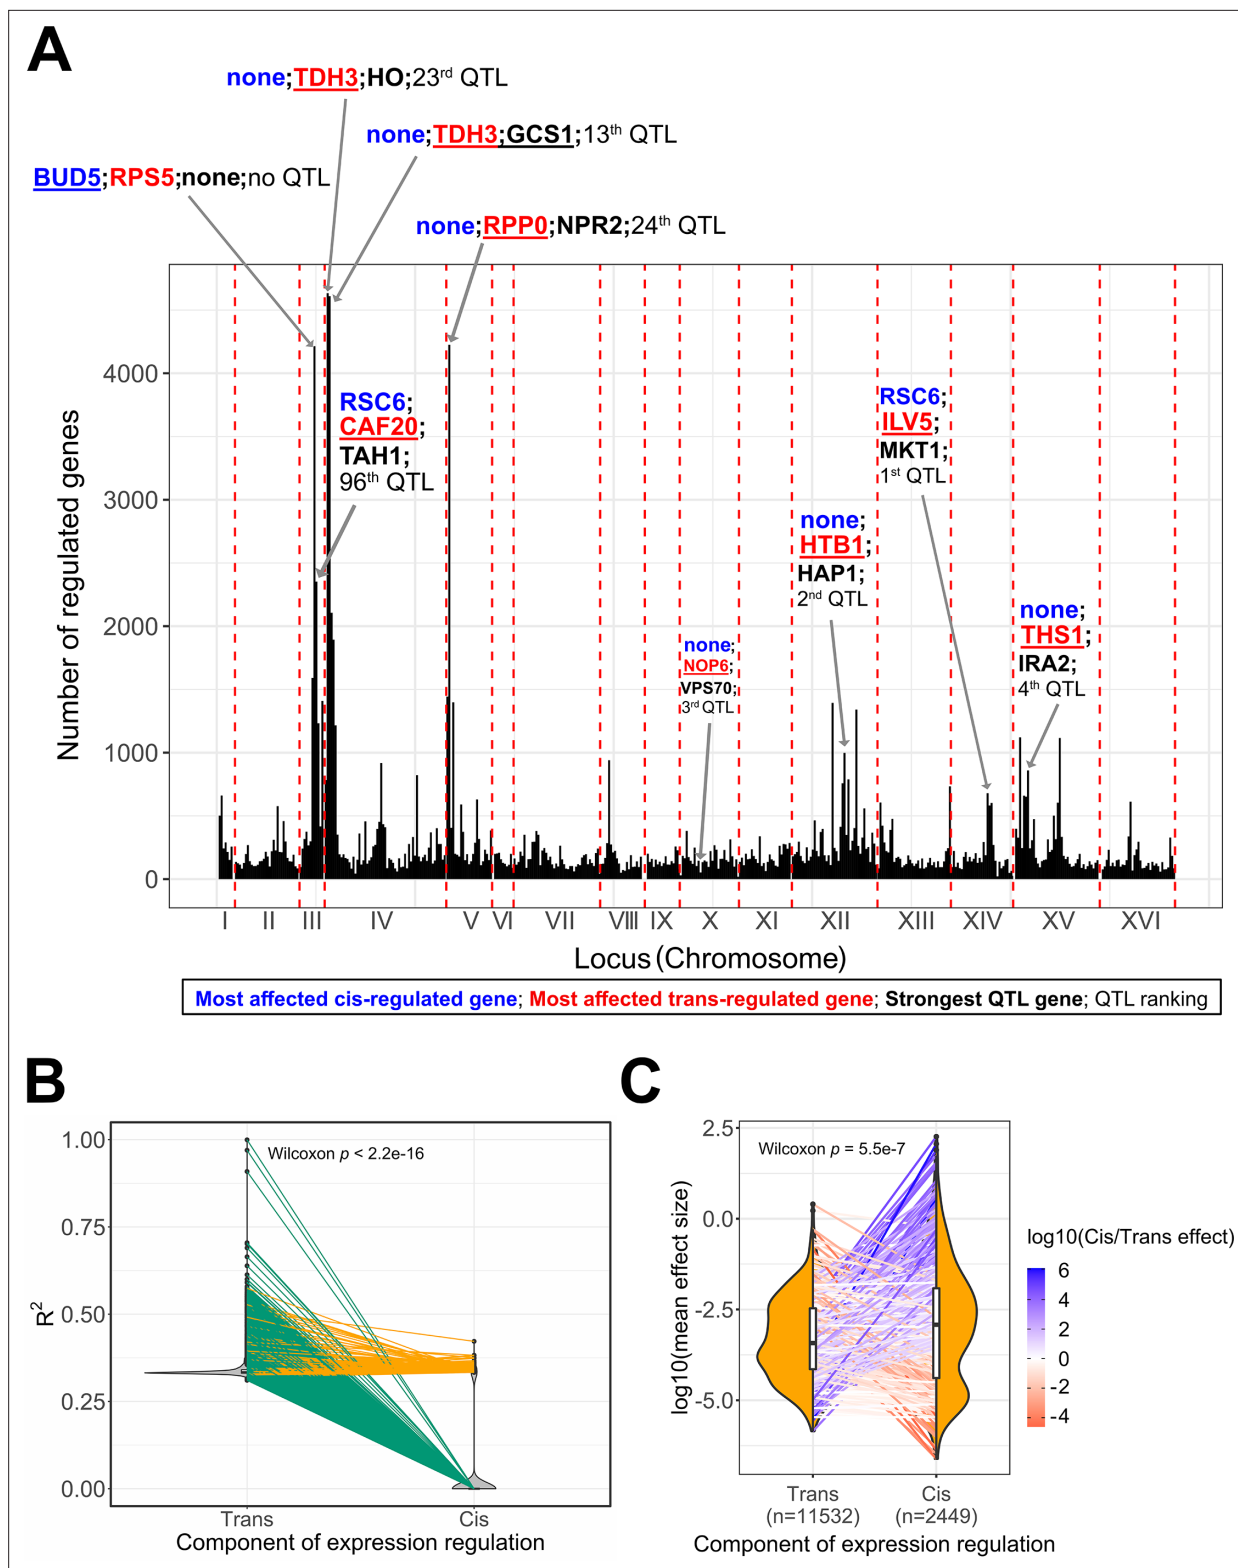 A
none;TDH3;HO;23rd QTL
none;TDH3;GCS1;13th QTL
BUD5;RPS5;none;no QTL
none;RPP0;NPR2;24th QTL
Number of regulated genes
4000
3000
2000
1000
0
RSC6;
CAF20;
TAH1;
96th QTL
none;
NOP6;
VPS70;
3rd QTL
none;
HTB1;
HAP1;
2nd QTL
RSC6;
ILV5;
MKT1;
1st QTL
none;
THS1;
IRA2;
4th QTL
I II III IV V VI VII VIII IX X XI XII XIII XIV XV XVI
Locus (Chromosome)
Most affected cis-regulated gene; Most affected trans-regulated gene; Strongest QTL gene; QTL ranking
B
Wilcoxon p < 2.2e-16
R2
1.00
0.75
0.50
0.25
0.00
Trans Cis
Component of expression regulation
C
Wilcoxon p = 5.5e-7
log10(mean effect size)
2.5
0.0
-2.5
-5.0
Trans Cis
(n=11532) (n=2449)
Component of expression regulation
log10(Cis/Trans effect)
6
4
2
0
-2
-4